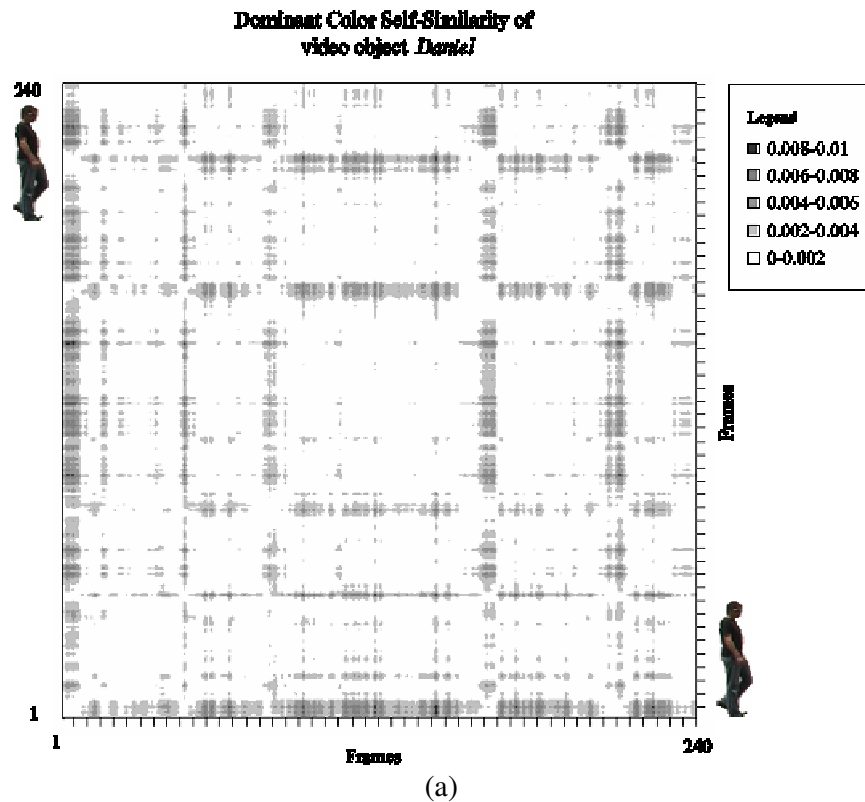 Dominant Color Self-Similarity of
video object Daniel
240
Legend
0.008-0.01
0.006-0.008
0.004-0.006
0.002-0.004
0-0.002
Frames
1
1
240
Frames
(a)